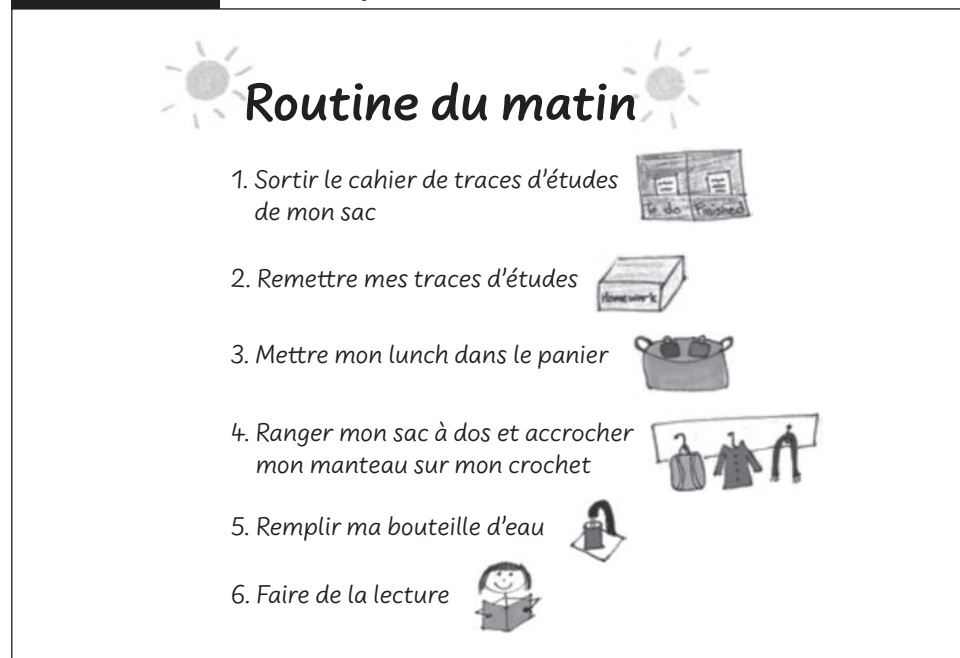 Routine du matin
1. Sortir le cahier de traces d'études
de mon sac
To do Finished
2. Remettre mes traces d'études
Homework
3. Mettre mon lunch dans le panier
4. Ranger mon sac à dos et accrocher
mon manteau sur mon crochet
5. Remplir ma bouteille d'eau
6. Faire de la lecture